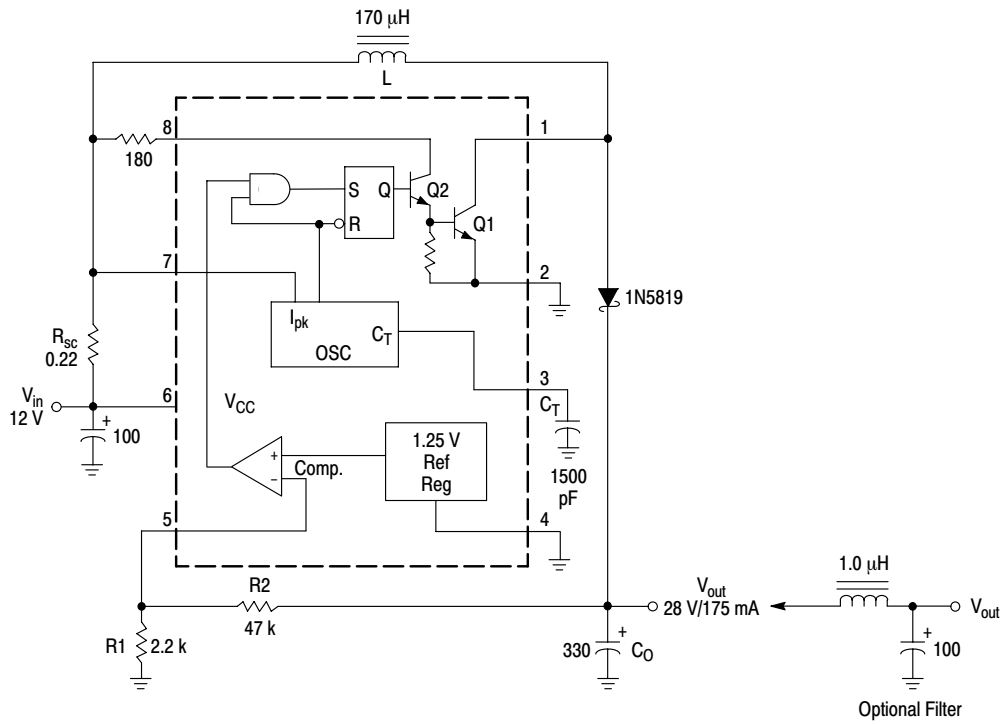 170 μH
L
8
1
180
S
Q
Q2
R
Q1
7
2
1N5819
Ipk
CT
OSC
Rsc
0.22
3
Vin
12 V
6
VCC
CT
100
+
1.25 V
Ref
Reg
+
Comp.
–
1500
pF
5
4
R2
47 k
1.0 μH
Vout
28 V/175 mA
Vout
R1
2.2 k
330
+
CO
+
100
Optional Filter